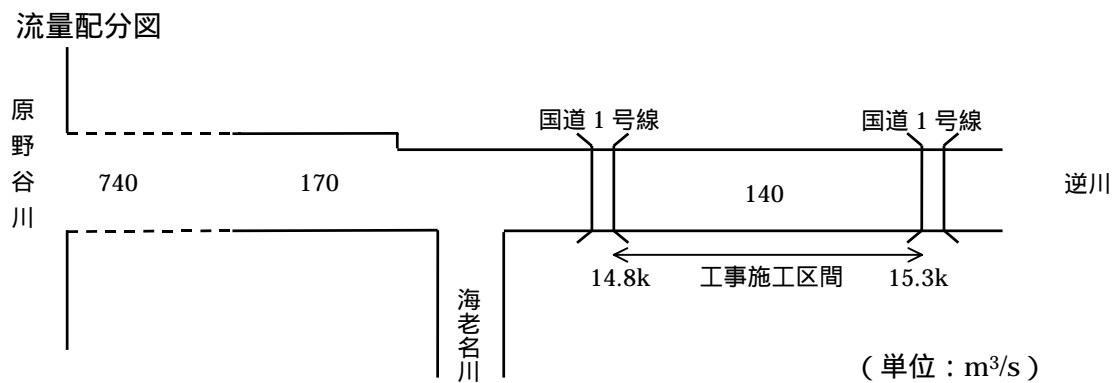 流量配分図
原野谷川
国道1号線
国道1号線
740
170
140
逆川
14.8k
工事施工区間
15.3k
海老名川
（単位：m³/s）